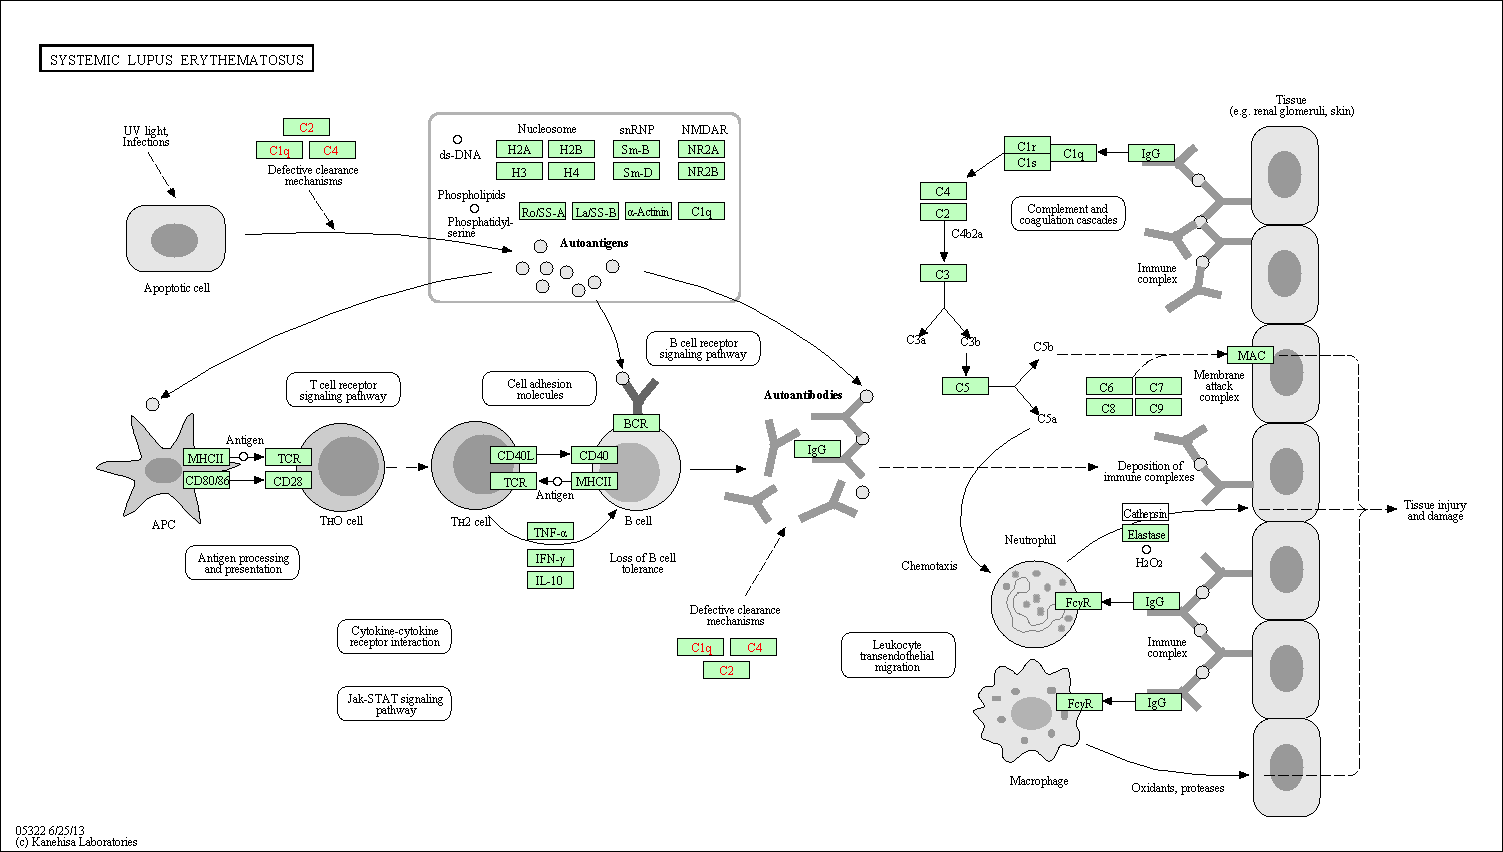 SYSTEMIC LUPUS ERYTHEMATOSUS
UV light,
Infections
C2
C1q
C4
Defective clearance
mechanisms
Apoptotic cell
ds-DNA
Nucleosome
snRNP
NMDAR
H2A
H2B
Sm-B
NR2A
H3
H4
Sm-D
NR2B
Phospholipids
Phosphatidyl-
serine
Ro/SS-A
La/SS-B
α-Actinin
C1q
Autoantigens
Tissue
(e.g. renal glomeruli, skin)
C1r
C1s
C1q
IgG
C4
C2
C4b2a
Complement and
coagulation cascades
Immune
complex
C3
C3a
C3b
C5
C5b
C5a
MAC
Membrane
attack
complex
C6
C7
C8
C9
B cell receptor
signaling pathway
T cell receptor
signaling pathway
Cell adhesion
molecules
Autoantibodies
BCR
IgG
Antigen
MHCII
TCR
CD80/86
CD28
APC
TH0 cell
CD40L
CD40
TCR
MHCII
Antigen
TH2 cell
B cell
TNF-α
IFN-γ
IL-10
Loss of B cell
tolerance
Antigen processing
and presentation
Deposition of
immune complexes
Cathepsin
Elastase
H2O2
Tissue injury
and damage
Neutrophil
Chemotaxis
FcγR
IgG
Immune
complex
FcγR
IgG
Macrophage
Oxidants, proteases
Defective clearance
mechanisms
C1q
C4
C2
Leukocyte
transendothelial
migration
Cytokine-cytokine
receptor interaction
Jak-STAT signaling
pathway
05322 6/25/13
(c) Kanehisa Laboratories